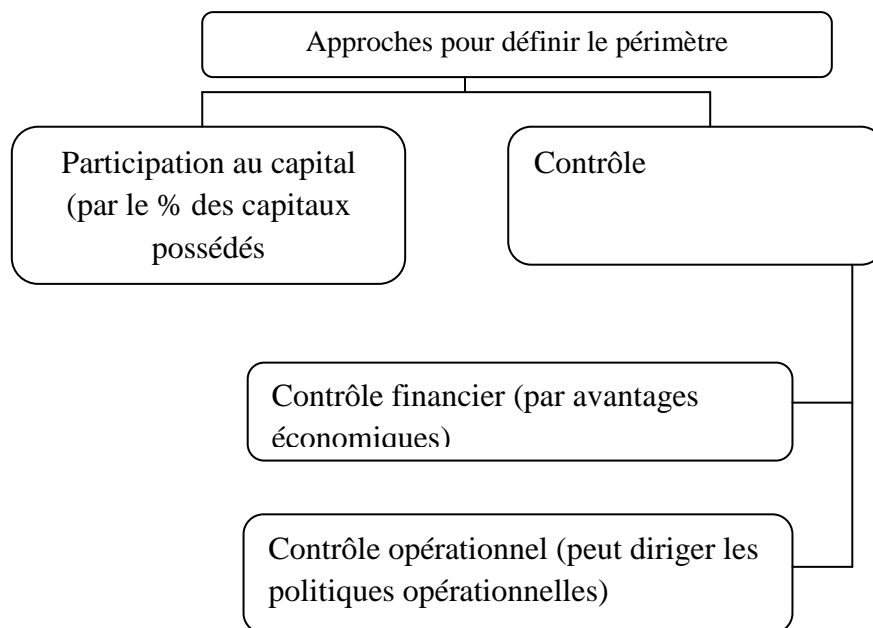 Approches pour définir le périmètre
Participation au capital
(par le % des capitaux
possédés
Contrôle
Contrôle financier (par avantages
économiques)
Contrôle opérationnel (peut diriger les
politiques opérationnelles)